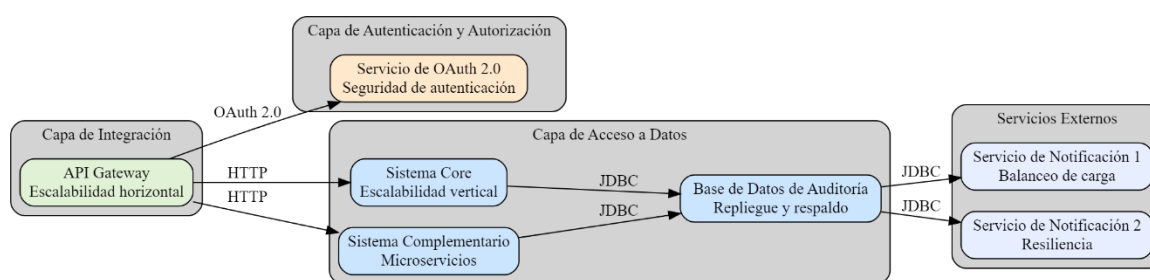 Capa de Autenticación y Autorización
Servicio de OAuth 2.0
Seguridad de autenticación
OAuth 2.0
Capa de Integración
API Gateway
Escalabilidad horizontal
HTTP
HTTP
Capa de Acceso a Datos
Sistema Core
Escalabilidad vertical
Sistema Complementario
Microservicios
JDBC
JDBC
Base de Datos de Auditoría
Repliegue y respaldo
JDBC
JDBC
Servicios Externos
Servicio de Notificación 1
Balanceo de carga
Servicio de Notificación 2
Resiliencia